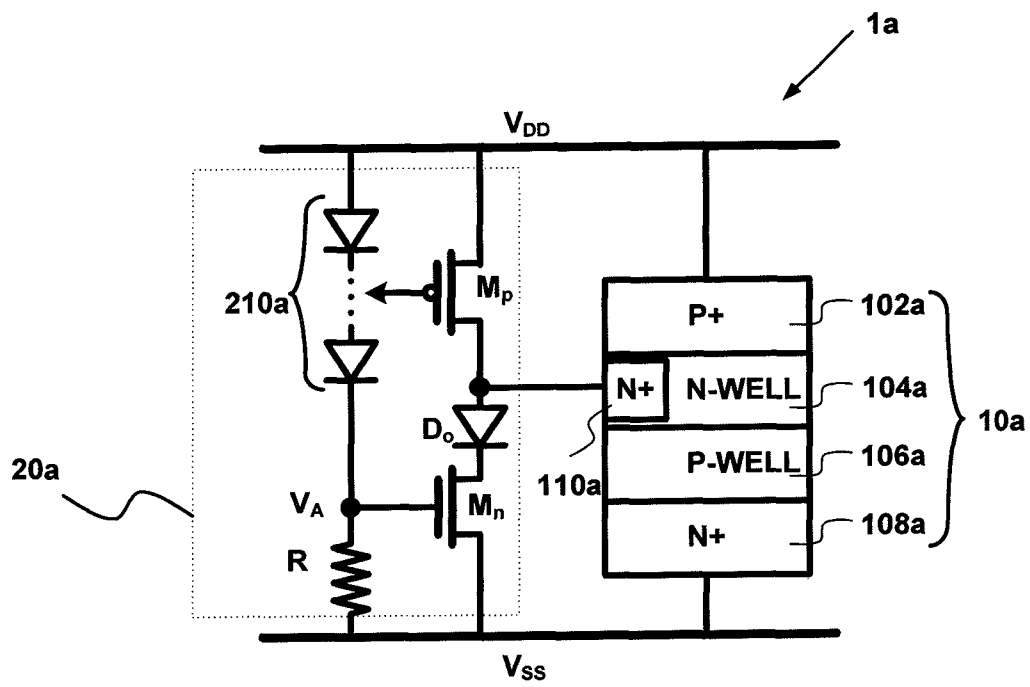 1a
VDD
210a
Mp
P+
102a
N+
N-WELL
104a
10a
Do
20a
110a
P-WELL
106a
VA
Mn
N+
108a
R
VSS